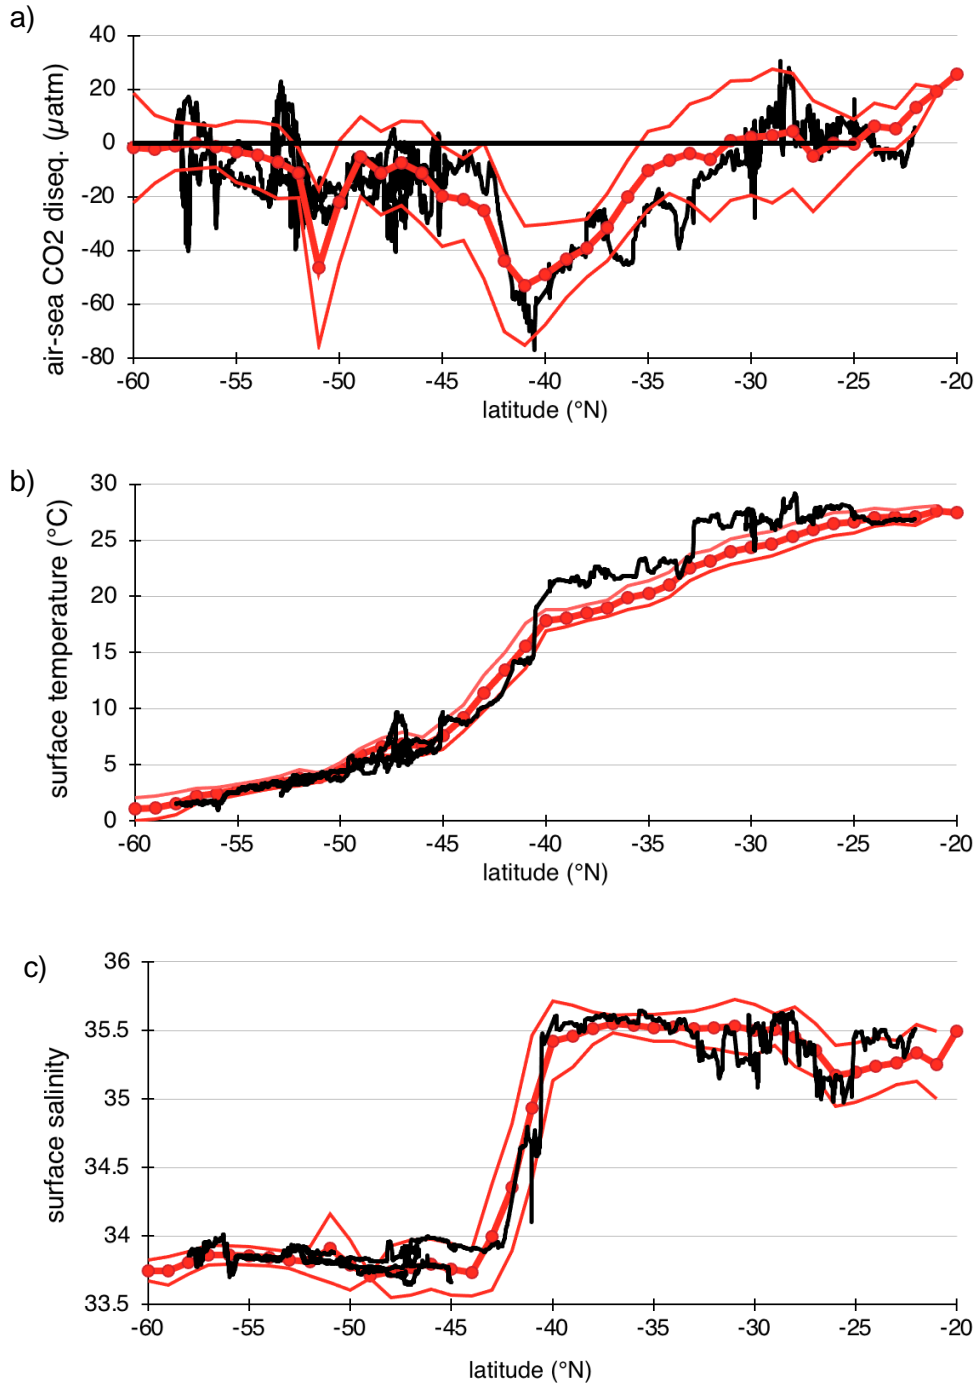 a)
air-sea CO2 diseq. (µatm)
40
20
0
-20
-40
-60
-80
-60 -55 -50 -45 -40 -35 -30 -25 -20
latitude (°N)
b)
surface temperature (°C)
30
25
20
15
10
5
0
-60 -55 -50 -45 -40 -35 -30 -25 -20
latitude (°N)
c)
surface salinity
36
35.5
35
34.5
34
33.5
-60 -55 -50 -45 -40 -35 -30 -25 -20
latitude (°N)